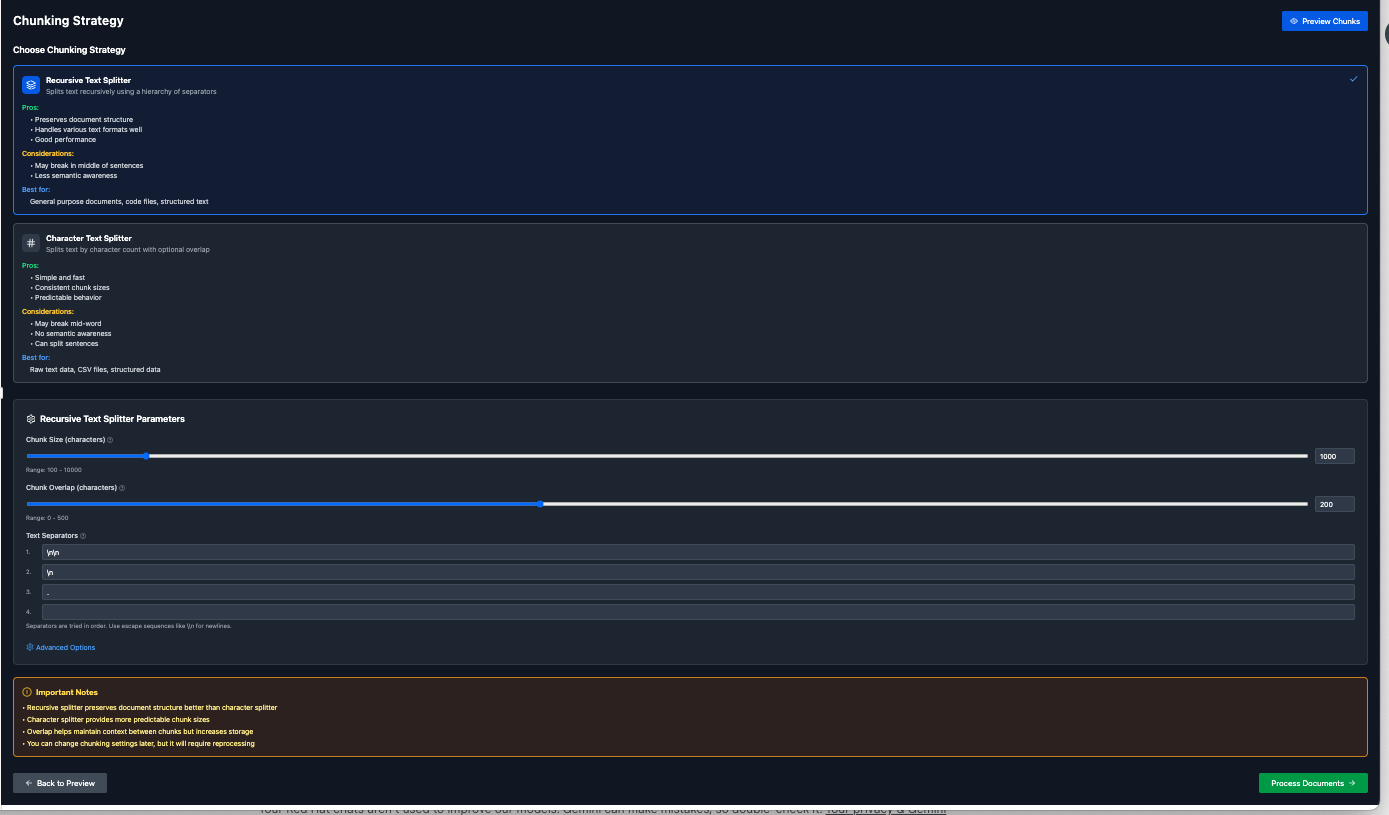 Chunking Strategy
Preview Chunks
Choose Chunking Strategy
Recursive Text Splitter
Splits text recursively using a hierarchy of separators
Pros:
• Preserves document structure
• Handles various text formats well
• Good performance
Considerations:
• May break in middle of sentences
• Less semantic awareness
Best for:
General purpose documents, code files, structured text
Character Text Splitter
Splits text by character count with optional overlap
Pros:
• Simple and fast
• Consistent chunk sizes
• Predictable behavior
Considerations:
• May break mid-word
• No semantic awareness
• Can split sentences
Best for:
Raw text data, CSV files, structured data
Recursive Text Splitter Parameters
Chunk Size (characters)
1000
Range: 100 - 10000
Chunk Overlap (characters)
200
Range: 0 - 500
Text Separators
1. \n\n
2. \n
3. .
4.
Separators are tried in order. Use escape sequences like \\n for newlines.
Advanced Options
Important Notes
• Recursive splitter preserves document structure better than character splitter
• Character splitter provides more predictable chunk sizes
• Overlap helps maintain context between chunks but increases storage
• You can change chunking settings later, but it will require reprocessing
← Back to Preview
Process Documents →
Your Red Hat chats aren't used to improve our models. Gemini can make mistakes, so double-check it. Your privacy & Gemini